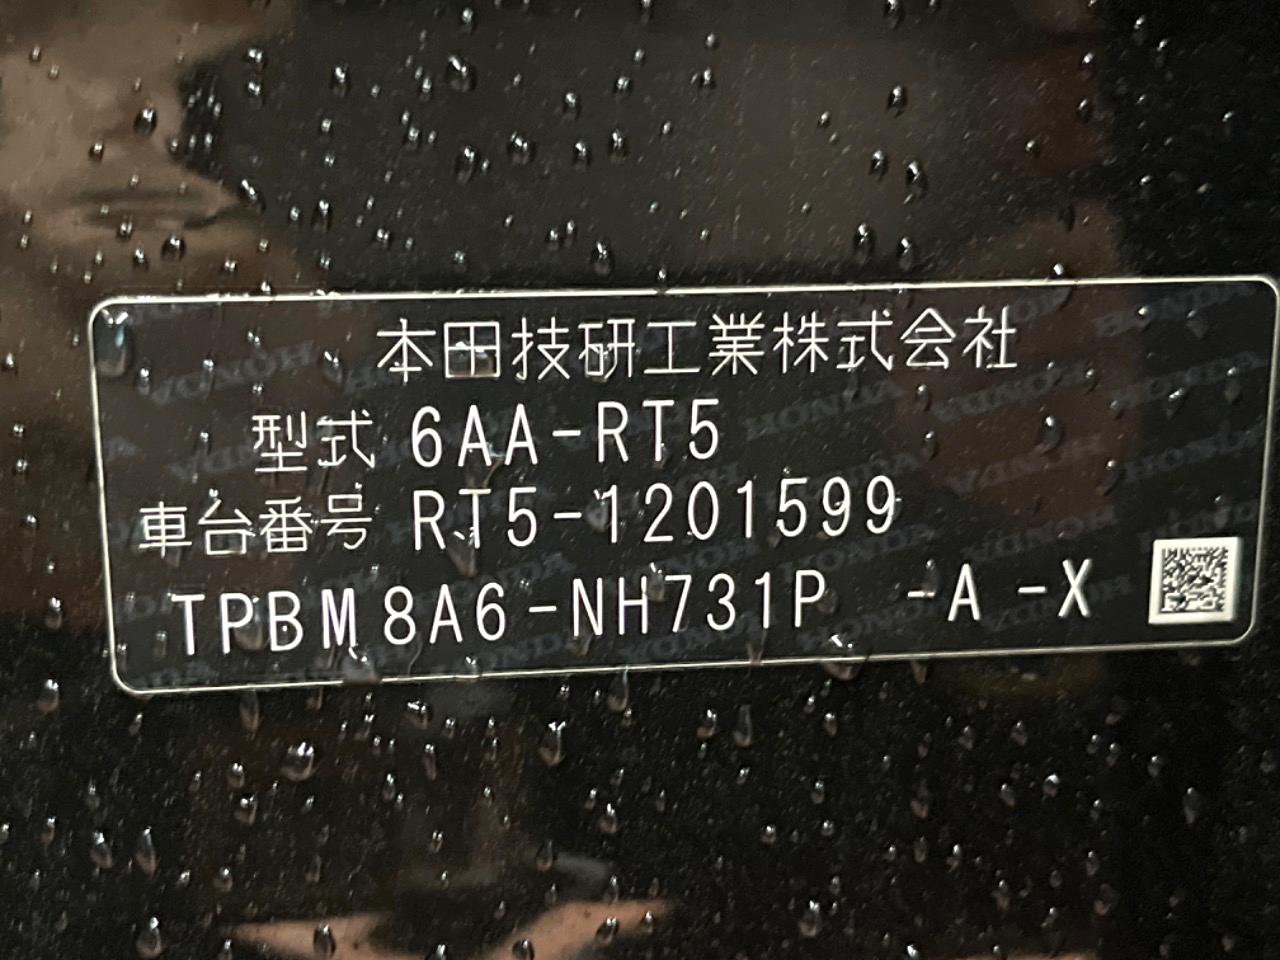 本田技研工業株式会社
型式 6AA-RT5
車台番号 RT5-1201599
TPBM8A6-NH731P -A -X